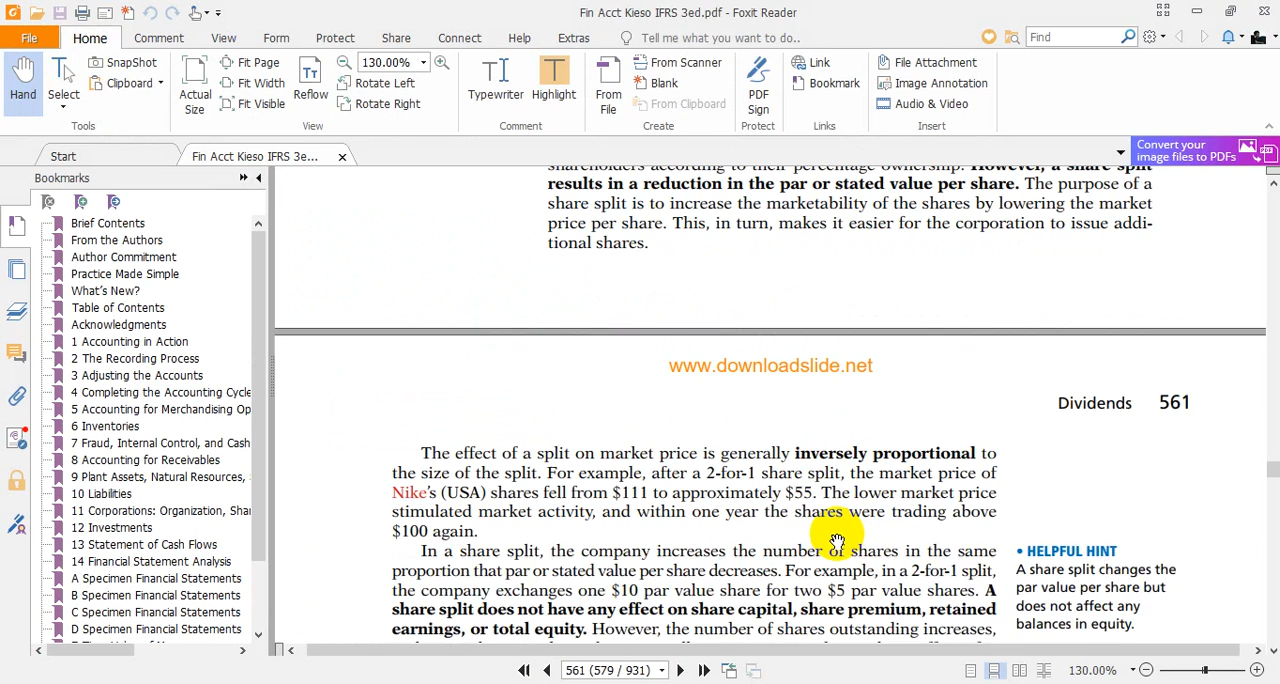 Fin Acct Kieso IFRS 3ed.pdf - Foxit Reader
File Home Comment View Form Protect Share Connect Help Extras Tell me what you want to do.. Find
Hand
Select
SnapShot
Clipboard
Tools
Actual Size
Fit Page
Fit Width
Fit Visible
Reflow
130.00%
Rotate Left
Rotate Right
View
Typewriter
Highlight
Comment
From File
From Scanner
Blank
From Clipboard
Create
PDF Sign
Protect
Link
Bookmark
Links
File Attachment
Image Annotation
Audio & Video
Insert
Start
Fin Acct Kieso IFRS 3e...
Convert your
image files to PDFs
Bookmarks
Brief Contents
From the Authors
Author Commitment
Practice Made Simple
What's New?
Table of Contents
Acknowledgments
1 Accounting in Action
2 The Recording Process
3 Adjusting the Accounts
4 Completing the Accounting Cycle
5 Accounting for Merchandising Op
6 Inventories
7 Fraud, Internal Control, and Cash
8 Accounting for Receivables
9 Plant Assets, Natural Resources,
10 Liabilities
11 Corporations: Organization, Shar
12 Investments
13 Statement of Cash Flows
14 Financial Statement Analysis
A Specimen Financial Statements
B Specimen Financial Statements
C Specimen Financial Statements
D Specimen Financial Statements
shareholders according to their percentage ownership. However, a share split
results in a reduction in the par or stated value per share. The purpose of a
share split is to increase the marketability of the shares by lowering the market
price per share. This, in turn, makes it easier for the corporation to issue addi-
tional shares.
www.downloadslide.net
Dividends 561
The effect of a split on market price is generally inversely proportional to
the size of the split. For example, after a 2-for-1 share split, the market price of
Nike's (USA) shares fell from $111 to approximately $55. The lower market price
stimulated market activity, and within one year the shares were trading above
$100 again.
In a share split, the company increases the number of shares in the same
proportion that par or stated value per share decreases. For example, in a 2-for-1 split,
the company exchanges one $10 par value share for two $5 par value shares. A
share split does not have any effect on share capital, share premium, retained
earnings, or total equity. However, the number of shares outstanding increases,
• HELPFUL HINT
A share split changes the
par value per share but
does not affect any
balances in equity.
561 (579 / 931)
130.00%